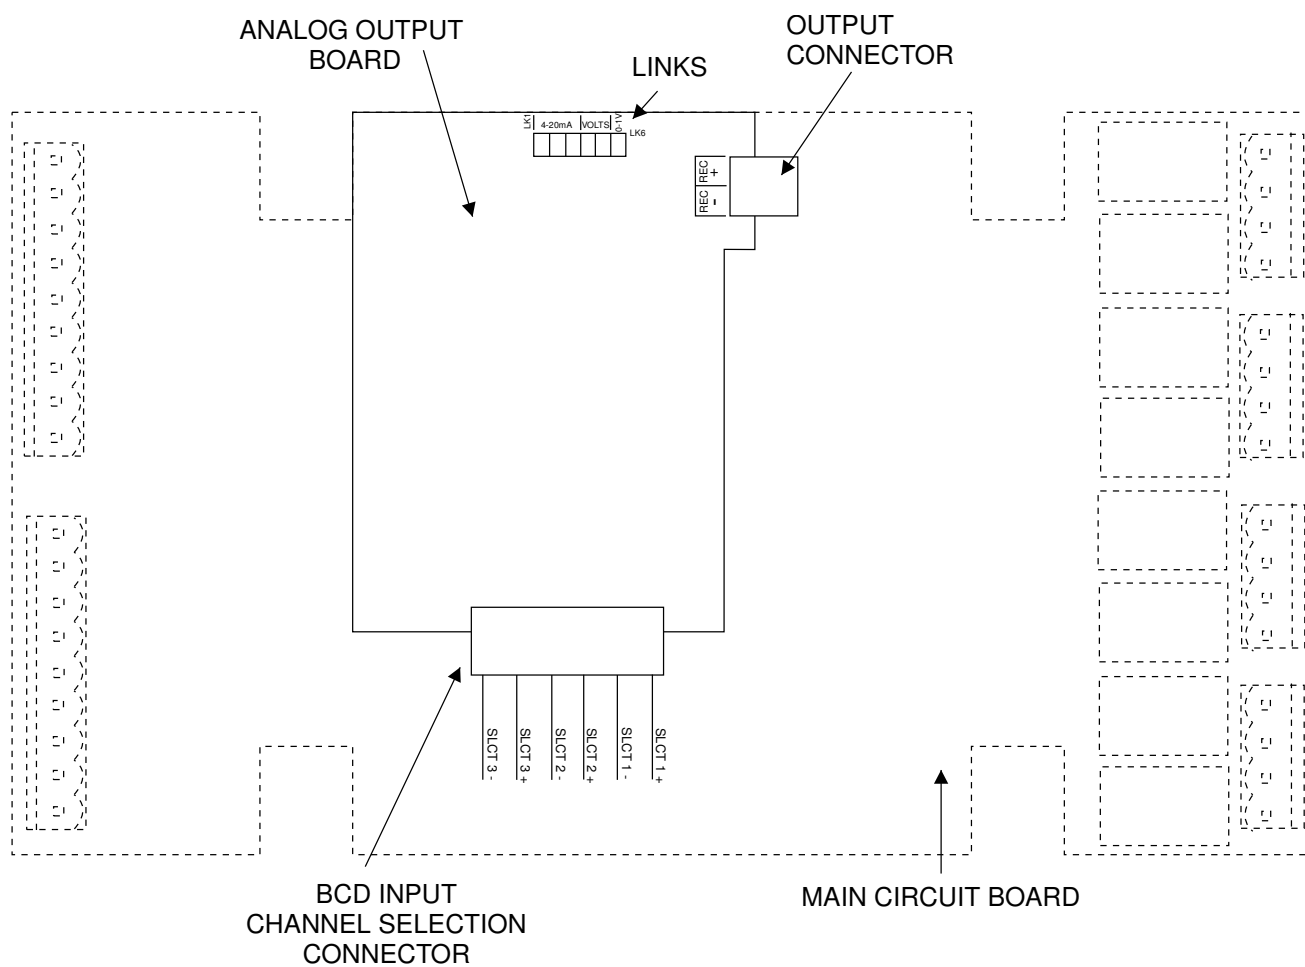 ANALOG OUTPUT
BOARD
LINKS
OUTPUT
CONNECTOR
LK1
4-20mA
VOLTS
0-1V
LK6
REC +
REC -
SLCT 3 -
SLCT 3 +
SLCT 2 -
SLCT 2 +
SLCT 1 -
SLCT 1 +
BCD INPUT
CHANNEL SELECTION
CONNECTOR
MAIN CIRCUIT BOARD